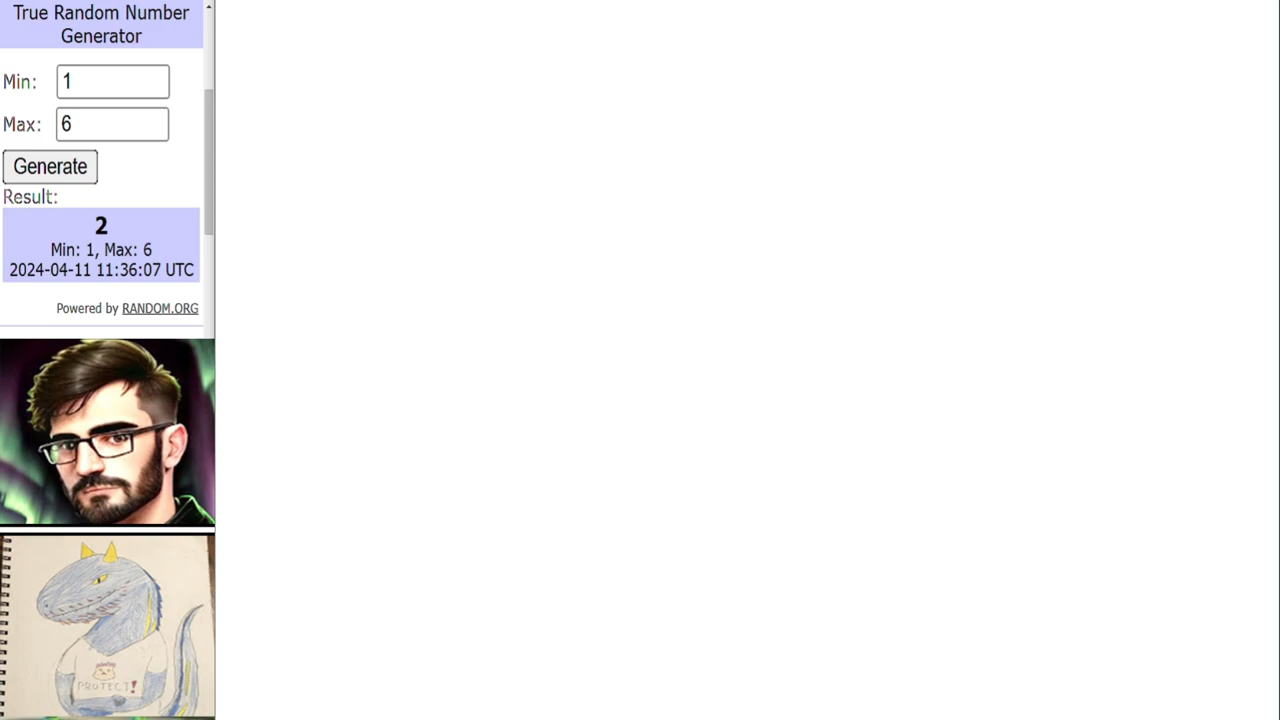 True Random Number
Generator
Min: 1
Max: 6
Generate
Result:
2
Min: 1, Max: 6
2024-04-11 11:36:07 UTC
Powered by RANDOM.ORG
PROTECT!